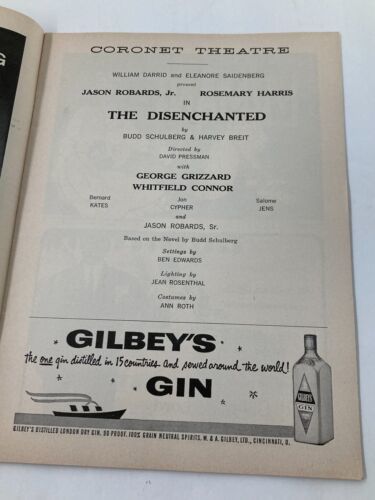 CORONET THEATRE
WILLIAM DARRID and ELEANORE SAIDENBERG
present
JASON ROBARDS, Jr. ROSEMARY HARRIS
IN
THE DISENCHANTED
by
BUDD SCHULBERG & HARVEY BREIT
Directed by
DAVID PRESSMAN
with
GEORGE GRIZZARD
WHITFIELD CONNOR
Bernard Jon Salome
KATES CYPHER JENS
and
JASON ROBARDS, Sr.
Based on the Novel by Budd Schulberg
Settings by
BEN EDWARDS
Lighting by
JEAN ROSENTHAL
Costumes by
ANN ROTH
GILBEY'S
the one gin distilled in 15 countries and served around the world!
GIN
GILBEY'S
GIN
GILBEY'S DISTILLED LONDON DRY GIN. 90 PROOF. 100% GRAIN NEUTRAL SPIRITS. W. & A. GILBEY, LTD., CINCINNATI, O.